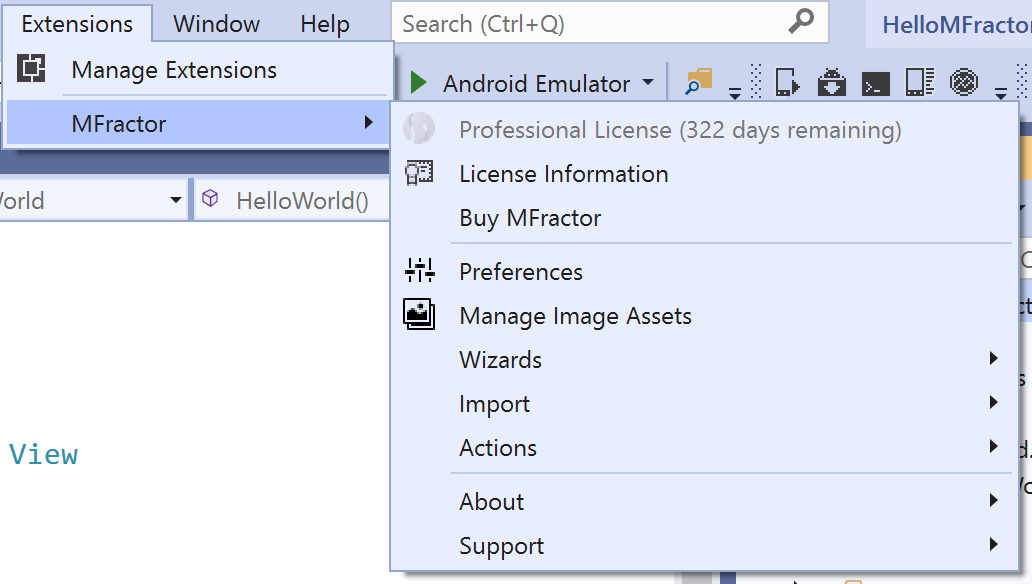 Extensions Window Help Search (Ctrl+Q) HelloMFractor
Manage Extensions
Android Emulator
MFractor
Professional License (322 days remaining)
License Information
HelloWorld()
Buy MFractor
Preferences
Manage Image Assets
Wizards
Import
Actions
View
About
Support